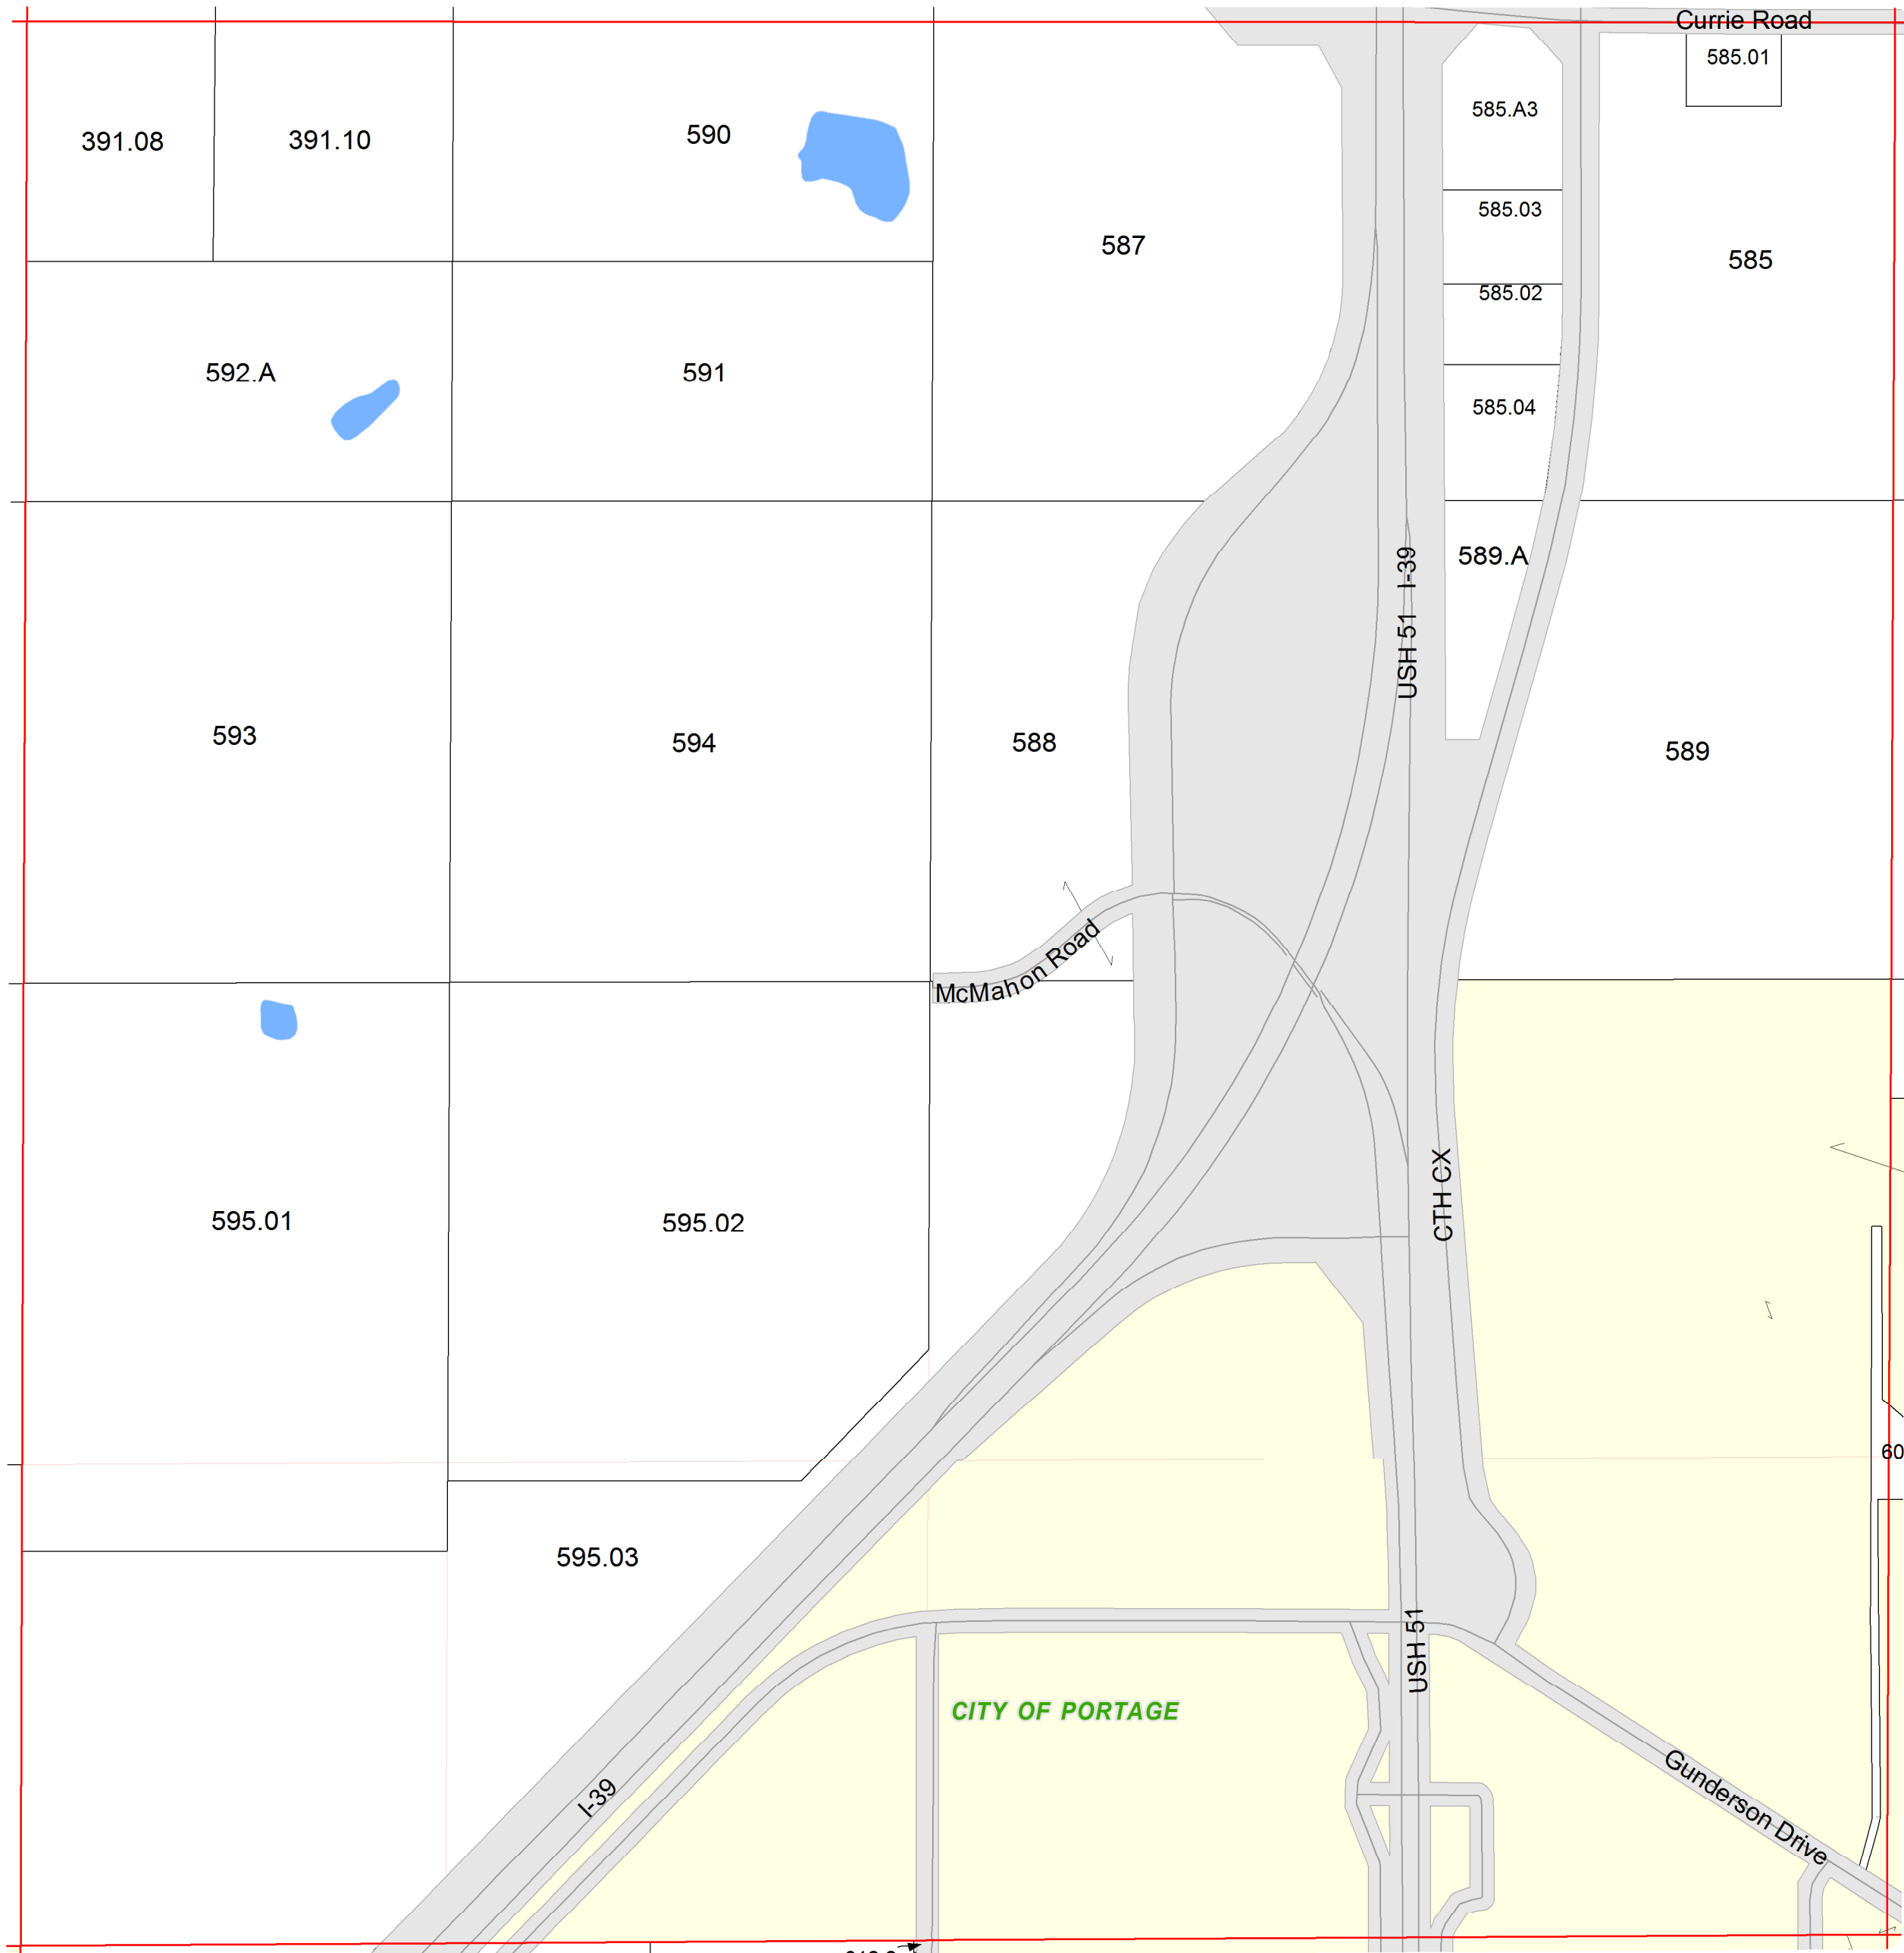 Currie Road
585.01
391.08
391.10
590
585.A3
585.03
587
585
585.02
592.A
591
585.04
USH 51 I-39
589.A
593
594
588
589
McMahon Road
595.01
595.02
CTH CX
60
595.03
USH 51
CITY OF PORTAGE
I-39
Gunderson Drive